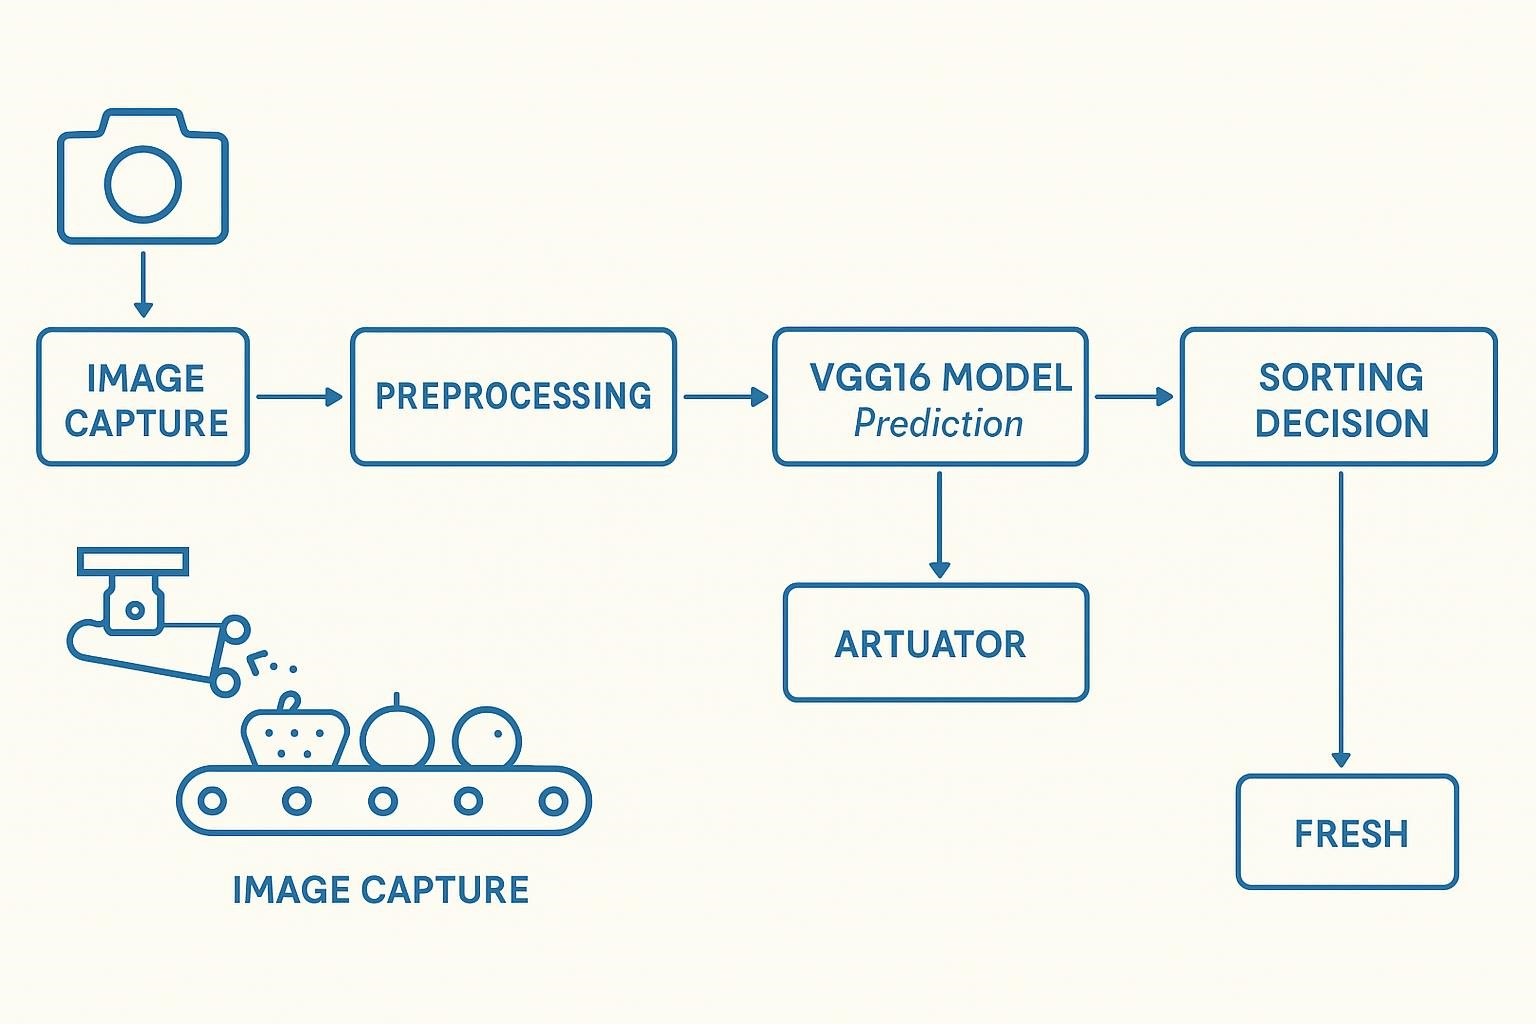 IMAGE
CAPTURE
PREPROCESSING
VGG16 MODEL
Prediction
SORTING
DECISION
ARTUATOR
FRESH
IMAGE CAPTURE